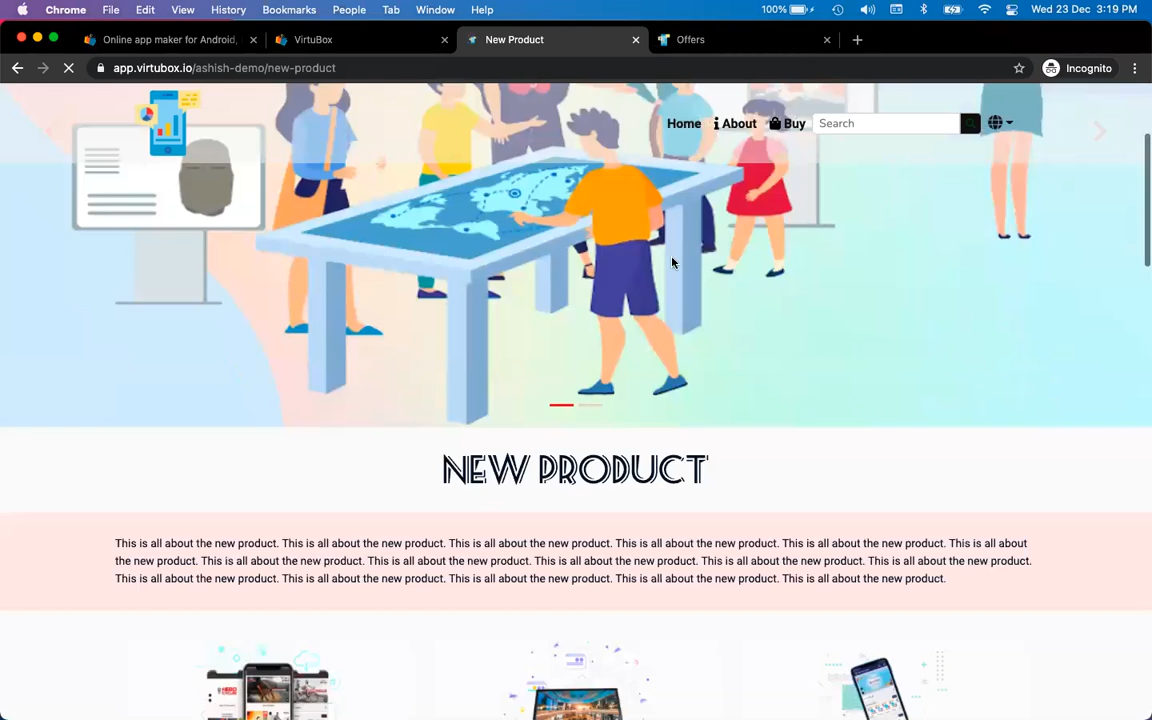 Chrome File Edit View History Bookmarks People Tab Window Help 100% Wed 23 Dec 3:19 PM
Online app maker for Android, VirtuBox New Product Offers
app.virtubox.io/ashish-demo/new-product Incognito
Home About Buy Search
NEW PRODUCT
This is all about the new product. This is all about the new product. This is all about the new product. This is all about the new product. This is all about the new product. This is all about
the new product. This is all about the new product. This is all about the new product. This is all about the new product. This is all about the new product. This is all about the new product.
This is all about the new product. This is all about the new product. This is all about the new product. This is all about the new product. This is all about the new product.